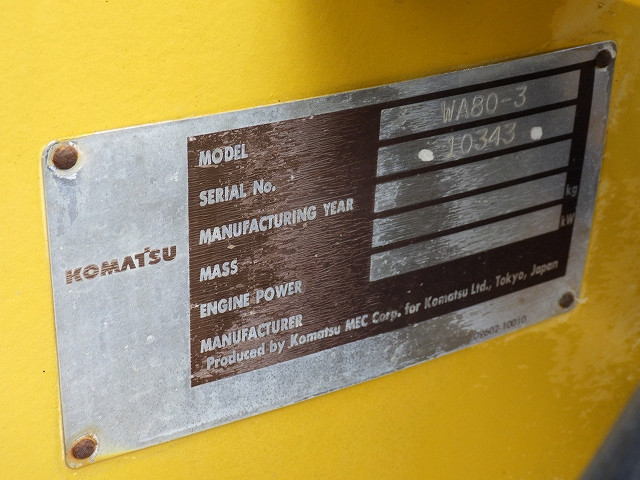 KOMATSU
MODEL WA80-3
SERIAL No. 10343
MANUFACTURING YEAR
MASS kg
ENGINE POWER kW
MANUFACTURER
Produced by Komatsu MEC Corp. for Komatsu Ltd., Tokyo, Japan